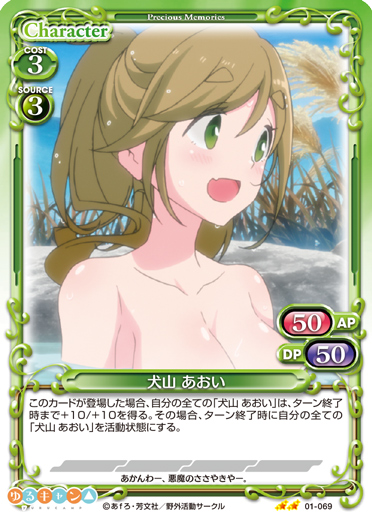 Precious Memories
Character
COST
3
SOURCE
3
50 AP
DP 50
犬山 あおい
このカードが登場した場合、自分の全ての「犬山 あおい」は、ターン終了
時まで+10/+10を得る。その場合、ターン終了時に自分の全ての
「犬山 あおい」を活動状態にする。
あかんわー、悪魔のささやきやー。
ゆるキャン△
©あfろ・芳文社/野外活動サークル
01-069